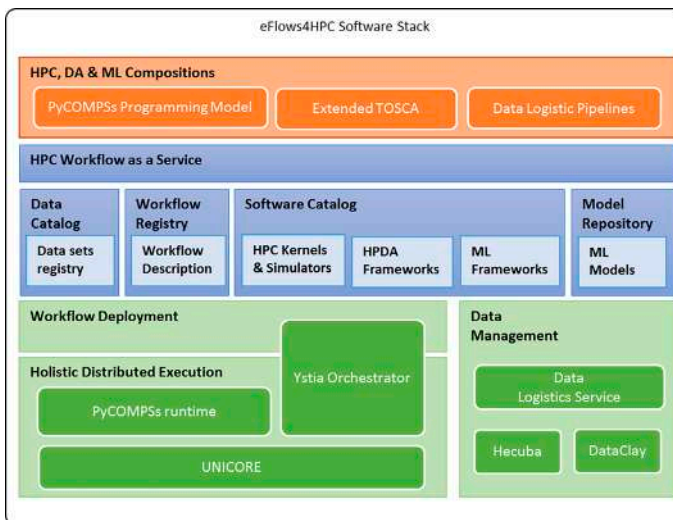 eFlows4HPC Software Stack
HPC, DA & ML Compositions
PyCOMPSs Programming Model
Extended TOSCA
Data Logistic Pipelines
HPC Workflow as a Service
Data
Catalog
Data sets
registry
Workflow
Registry
Workflow
Description
Software Catalog
HPC Kernels
& Simulators
HPDA
Frameworks
ML
Frameworks
Model
Repository
ML
Models
Workflow Deployment
Ystia Orchestrator
Holistic Distributed Execution
PyCOMPSs runtime
UNICORE
Data
Management
Data
Logistics Service
Hecuba
DataClay